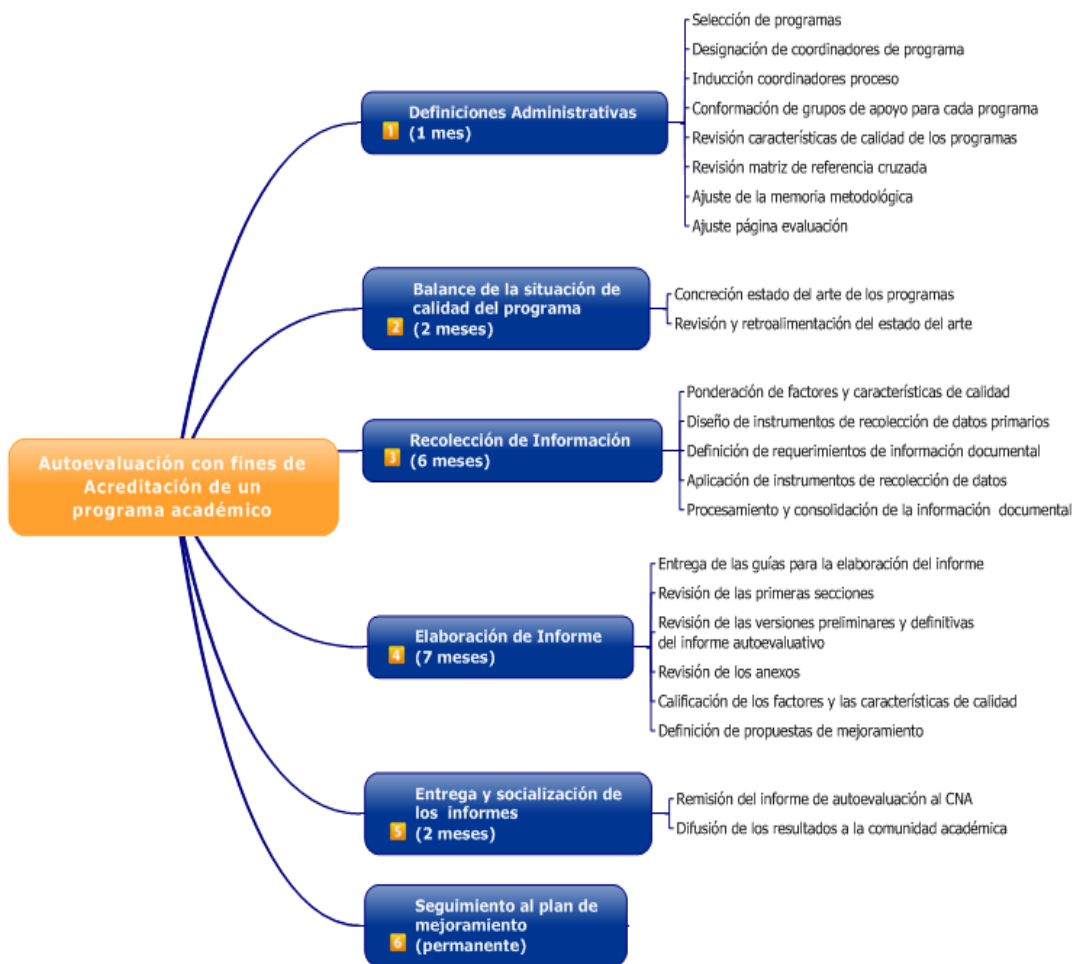 Autoevaluación con fines de
Acreditación de un
programa académico
Definiciones Administrativas
1 (1 mes)
Selección de programas
Designación de coordinadores de programa
Inducción coordinadores proceso
Conformación de grupos de apoyo para cada programa
Revisión características de calidad de los programas
Revisión matriz de referencia cruzada
Ajuste de la memoria metodológica
Ajuste página evaluación
Balance de la situación de
calidad del programa
2 (2 meses)
Concreción estado del arte de los programas
Revisión y retroalimentación del estado del arte
Recolección de Información
3 (6 meses)
Ponderación de factores y características de calidad
Diseño de instrumentos de recolección de datos primarios
Definición de requerimientos de información documental
Aplicación de instrumentos de recolección de datos
Procesamiento y consolidación de la información documental
Elaboración de Informe
4 (7 meses)
Entrega de las guías para la elaboración del informe
Revisión de las primeras secciones
Revisión de las versiones preliminares y definitivas
del informe autoevaluativo
Revisión de los anexos
Calificación de los factores y las características de calidad
Definición de propuestas de mejoramiento
Entrega y socialización de
los informes
5 (2 meses)
Remisión del informe de autoevaluación al CNA
Difusión de los resultados a la comunidad académica
Seguimiento al plan de
mejoramiento
6 (permanente)